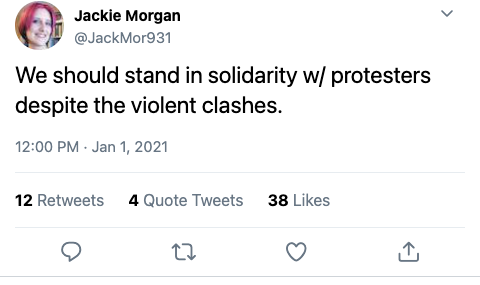 Jackie Morgan
@JackMor931
We should stand in solidarity w/ protesters
despite the violent clashes.
12:00 PM · Jan 1, 2021
12 Retweets 4 Quote Tweets 38 Likes